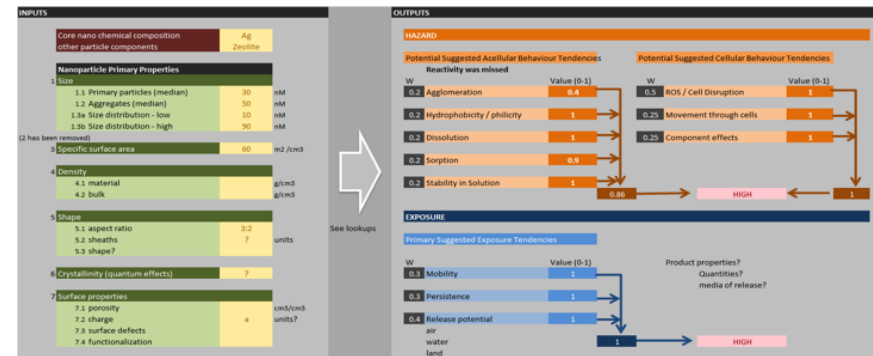 INPUTS
Core nano chemical composition Ag
other particle components Zeolite
Nanoparticle Primary Properties
1 Size
1.1 Primary particles (median) 30 nM
1.2 Aggregates (median) 50 nM
1.3a Size distribution - low 10 nM
1.3b Size distribution - high 90 nM
(2 has been removed)
3 Specific surface area 60 m2 /cm3
4 Density
4.1 material g/cm3
4.2 bulk g/cm3
5 Shape
5.1 aspect ratio 3:2
5.2 sheaths ? units
5.3 shape?
6 Crystallinity (quantum effects) ?
7 Surface properties
7.1 porosity cm3/cm3
7.2 charge a units?
7.3 surface defects
7.4 functionalization
See lookups
OUTPUTS
HAZARD
Potential Suggested Acellular Behaviour Tendencies
Reactivity was missed
W Value (0-1)
0.2 Agglomeration 0.4
0.2 Hydrophobicity / philicity 1
0.2 Dissolution 1
0.2 Sorption 0.9
0.2 Stability in Solution 1
0.86
Potential Suggested Cellular Behaviour Tendencies
W Value (0-1)
0.5 ROS / Cell Disruption 1
0.25 Movement through cells 1
0.25 Component effects 1
HIGH 1
EXPOSURE
Primary Suggested Exposure Tendencies
W Value (0-1)
0.3 Mobility 1
0.3 Persistence 1
0.4 Release potential 1
air
water
land
1 HIGH
Product properties?
Quantities?
media of release?